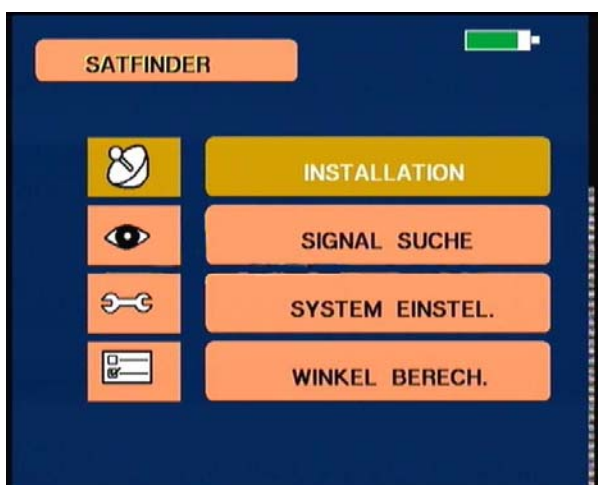 SATFINDER
INSTALLATION
SIGNAL SUCHE
SYSTEM EINSTEL.
WINKEL BERECH.